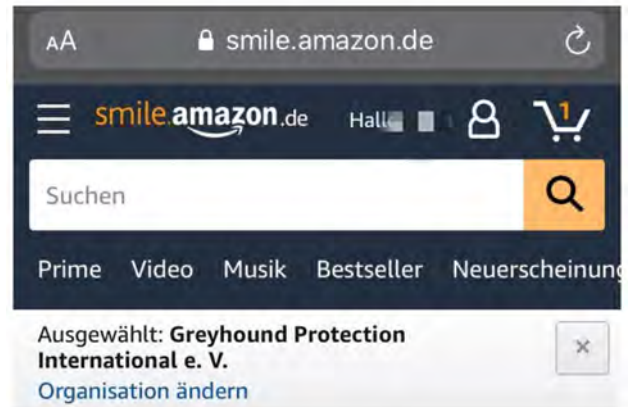 AA smile.amazon.de
smile.amazon.de 1
Suchen
Prime Video Musik Bestseller Neuerscheinung
Ausgewählt: Greyhound Protection
International e. V.
Organisation ändern